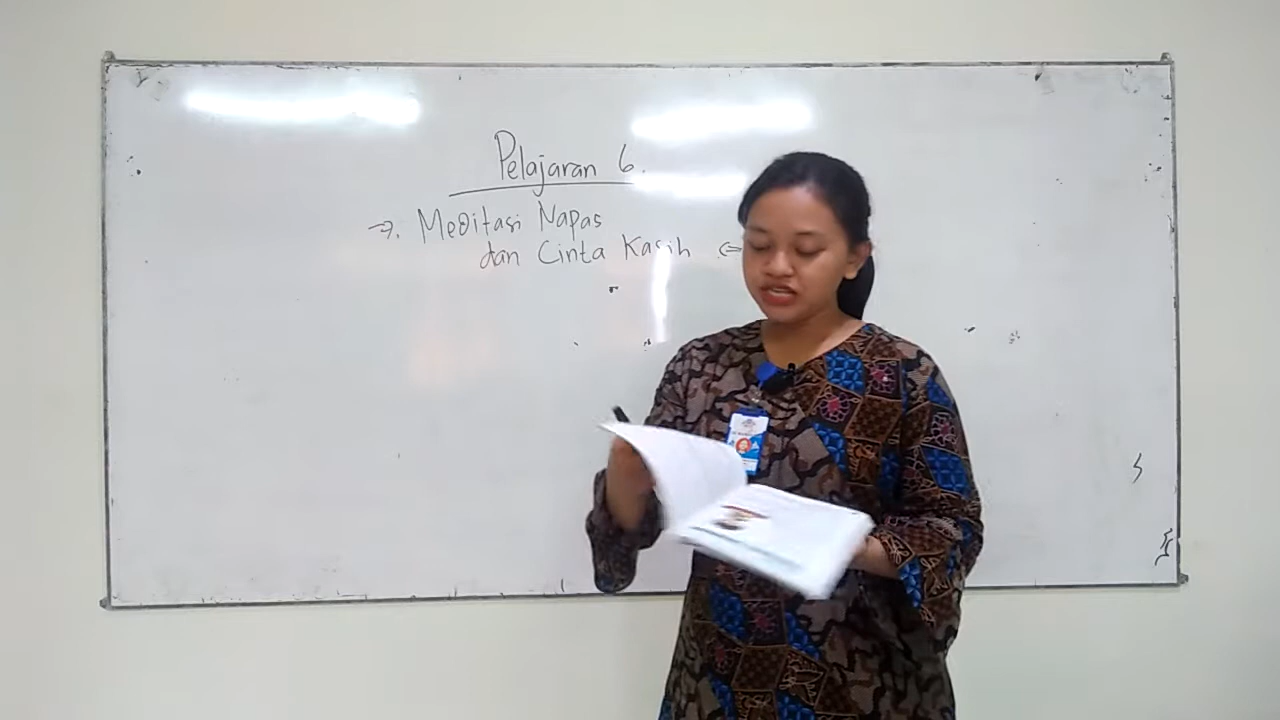 Pelajaran 6.
→. Meditasi Napas
dan Cinta Kasih ←